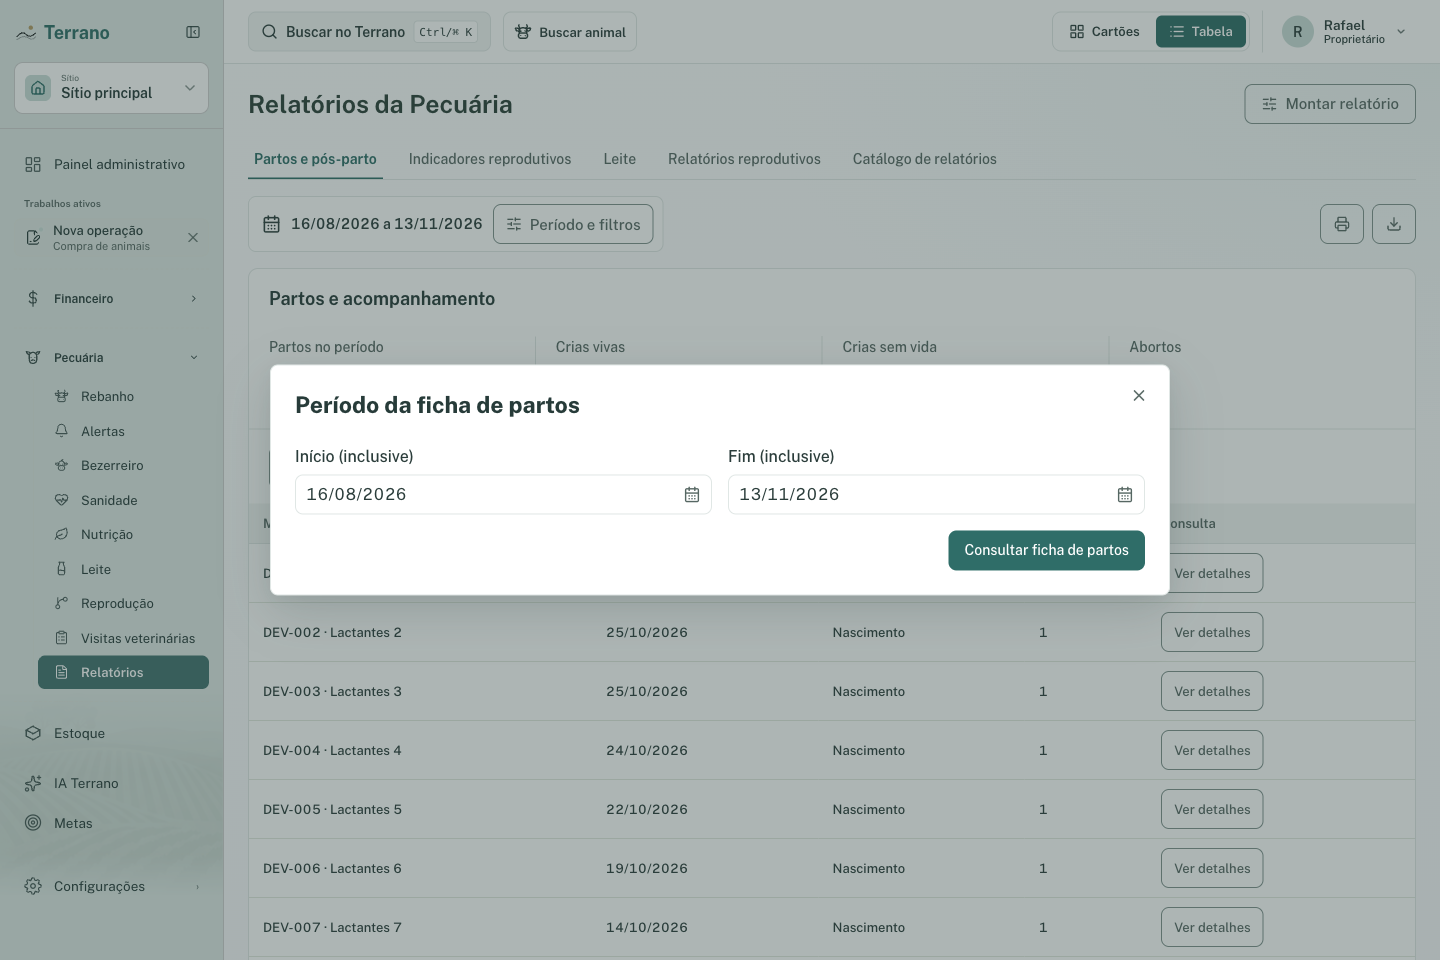 Terrano
Buscar no Terrano Ctrl/⌘ K
Buscar animal
Cartões
Tabela
R
Rafael
Proprietário
Sítio
Sítio principal
Painel administrativo
Trabalhos ativos
Nova operação
Compra de animais
Financeiro
Pecuária
Rebanho
Alertas
Bezerreiro
Sanidade
Nutrição
Leite
Reprodução
Visitas veterinárias
Relatórios
Estoque
IA Terrano
Metas
Configurações
Relatórios da Pecuária
Montar relatório
Partos e pós-parto Indicadores reprodutivos Leite Relatórios reprodutivos Catálogo de relatórios
16/08/2026 a 13/11/2026 Período e filtros
Partos e acompanhamento
Partos no período Crias vivas Crias sem vida Abortos
Período da ficha de partos
Início (inclusive) Fim (inclusive)
16/08/2026 13/11/2026
Consultar ficha de partos
Ver detalhes
DEV-002 · Lactantes 2 25/10/2026 Nascimento 1 Ver detalhes
DEV-003 · Lactantes 3 25/10/2026 Nascimento 1 Ver detalhes
DEV-004 · Lactantes 4 24/10/2026 Nascimento 1 Ver detalhes
DEV-005 · Lactantes 5 22/10/2026 Nascimento 1 Ver detalhes
DEV-006 · Lactantes 6 19/10/2026 Nascimento 1 Ver detalhes
DEV-007 · Lactantes 7 14/10/2026 Nascimento 1 Ver detalhes